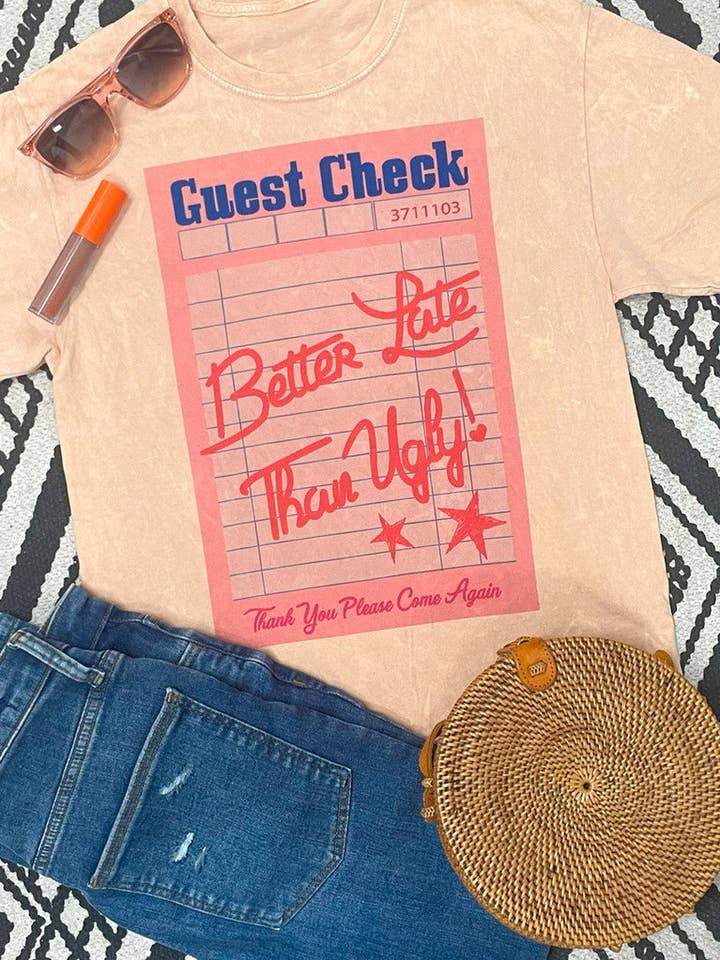 Guest Check
3711103
Better Late
Than Ugly!
Thank You Please Come Again